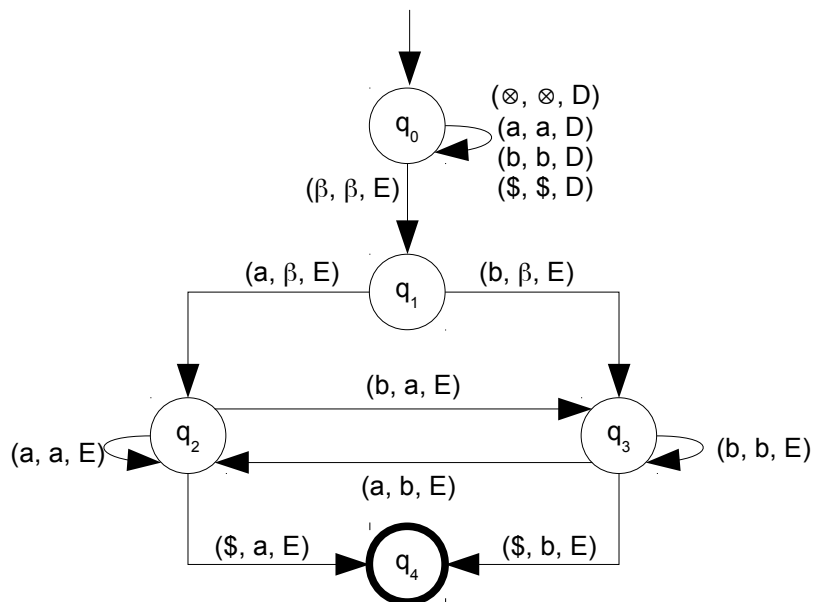 (⊗, ⊗, D)
q0
(a, a, D)
(b, b, D)
($, $, D)
(β, β, E)
(a, β, E)
q1
(b, β, E)
(b, a, E)
q2
q3
(a, a, E)
(b, b, E)
(a, b, E)
($, a, E)
q4
($, b, E)